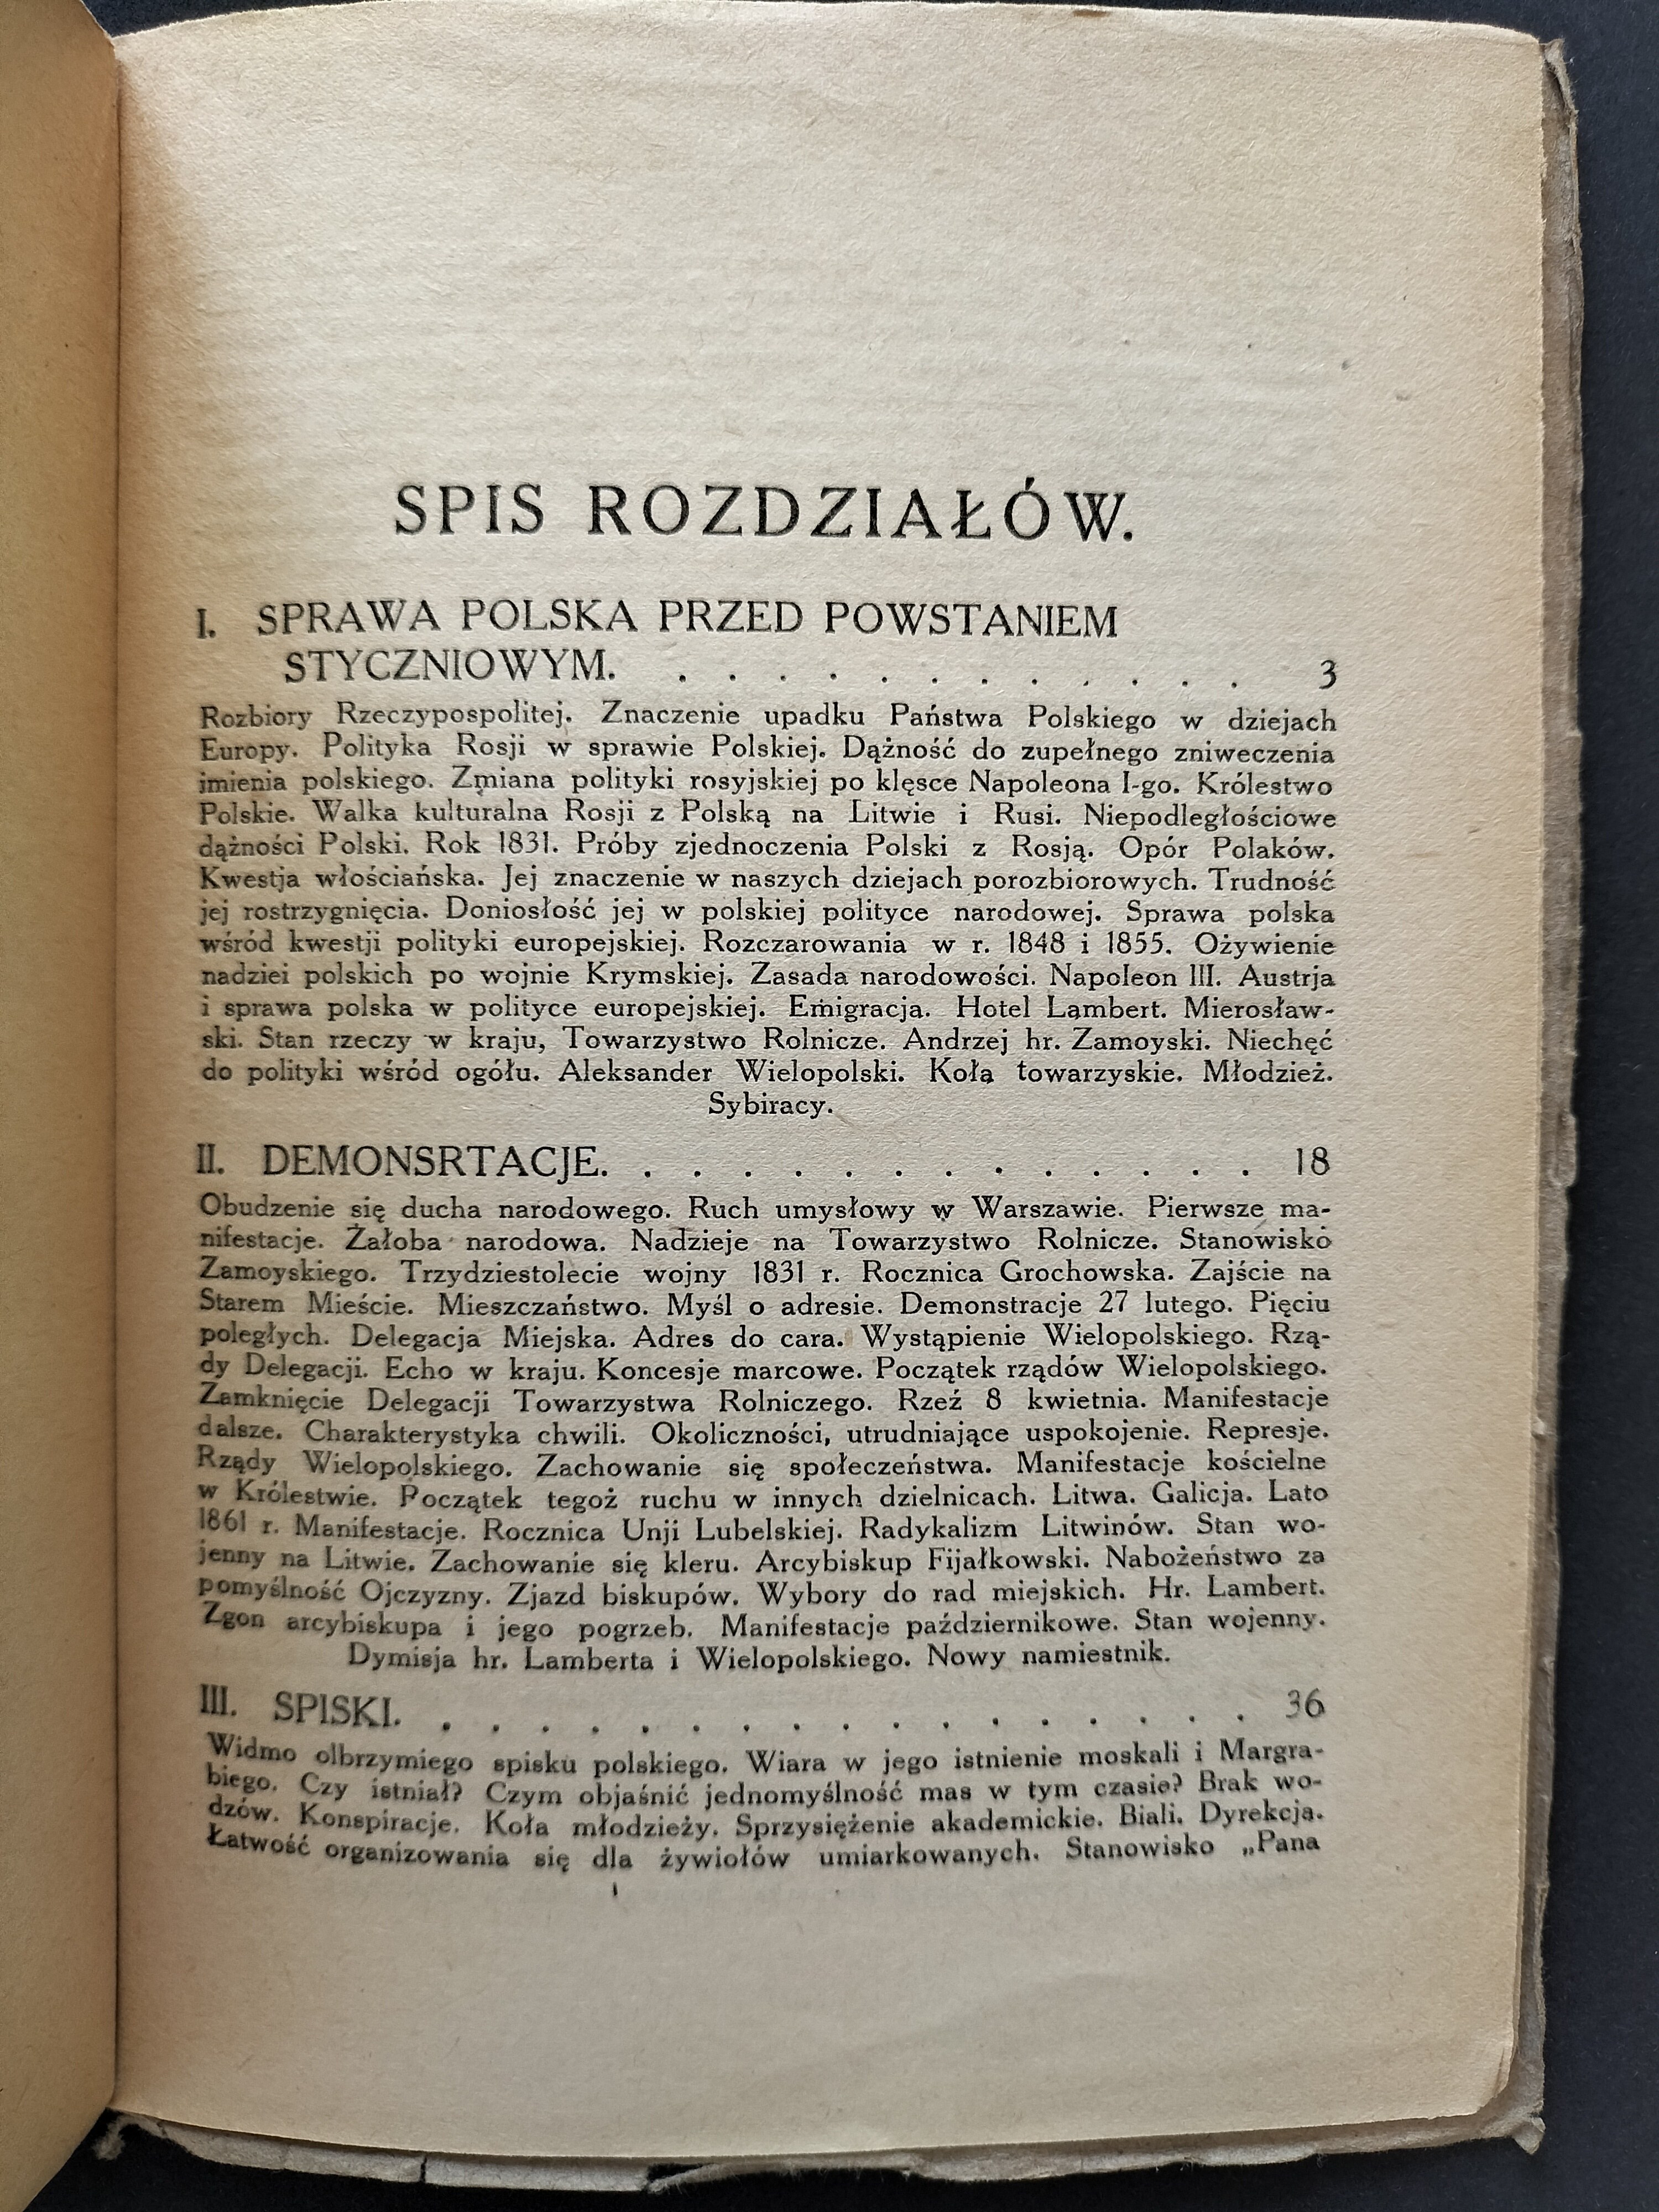 SPIS ROZDZIAŁÓW.
I. SPRAWA POLSKA PRZED POWSTANIEM
STYCZNIOWYM. . . . . . . . . . . . . 3
Rozbiory Rzeczypospolitej. Znaczenie upadku Państwa Polskiego w dziejach
Europy. Polityka Rosji w sprawie Polskiej. Dążność do zupełnego zniweczenia
imienia polskiego. Zmiana polityki rosyjskiej po klęsce Napoleona I-go. Królestwo
Polskie. Walka kulturalna Rosji z Polską na Litwie i Rusi. Niepodległościowe
dążności Polski. Rok 1831. Próby zjednoczenia Polski z Rosją. Opór Polaków.
Kwestja włościańska. Jej znaczenie w naszych dziejach porozbiorowych. Trudność
jej rostrzygnięcia. Doniosłość jej w polskiej polityce narodowej. Sprawa polska
wśród kwestji polityki europejskiej. Rozczarowania w r. 1848 i 1855. Ożywienie
nadziei polskich po wojnie Krymskiej. Zasada narodowości. Napoleon III. Austrja
i sprawa polska w polityce europejskiej. Emigracja. Hotel Lambert. Mierosław-
ski. Stan rzeczy w kraju, Towarzystwo Rolnicze. Andrzej hr. Zamoyski. Niechęć
do polityki wśród ogółu. Aleksander Wielopolski. Koła towarzyskie. Młodzież.
Sybiracy.
II. DEMONSRTACJE. . . . . . . . . . . . . . 18
Obudzenie się ducha narodowego. Ruch umysłowy w Warszawie. Pierwsze ma-
nifestacje. Żałoba narodowa. Nadzieje na Towarzystwo Rolnicze. Stanowisko
Zamoyskiego. Trzydziestolecie wojny 1831 r. Rocznica Grochowska. Zajście na
Starem Mieście. Mieszczaństwo. Myśl o adresie. Demonstracje 27 lutego. Pięciu
poległych. Delegacja Miejska. Adres do cara. Wystąpienie Wielopolskiego. Rzą-
dy Delegacji. Echo w kraju. Koncesje marcowe. Początek rządów Wielopolskiego.
Zamknięcie Delegacji Towarzystwa Rolniczego. Rzeź 8 kwietnia. Manifestacje
dalsze. Charakterystyka chwili. Okoliczności, utrudniające uspokojenie. Represje.
Rządy Wielopolskiego. Zachowanie się społeczeństwa. Manifestacje kościelne
w Królestwie. Początek tegoż ruchu w innych dzielnicach. Litwa. Galicja. Lato
1861 r. Manifestacje. Rocznica Unji Lubelskiej. Radykalizm Litwinów. Stan wo-
jenny na Litwie. Zachowanie się kleru. Arcybiskup Fijałkowski. Nabożeństwo za
pomyślność Ojczyzny. Zjazd biskupów. Wybory do rad miejskich. Hr. Lambert.
Zgon arcybiskupa i jego pogrzeb. Manifestacje październikowe. Stan wojenny.
Dymisja hr. Lamberta i Wielopolskiego. Nowy namiestnik.
III. SPISKI. . . . . . . . . . . . . . . . . . 36
Widmo olbrzymiego spisku polskiego. Wiara w jego istnienie moskali i Margra-
biego. Czy istniał? Czym objaśnić jednomyślność mas w tym czasie? Brak wo-
dzów. Konspiracje. Koła młodzieży. Sprzysiężenie akademickie. Biali. Dyrekcja.
Łatwość organizowania się dla żywiołów umiarkowanych. Stanowisko „Pana